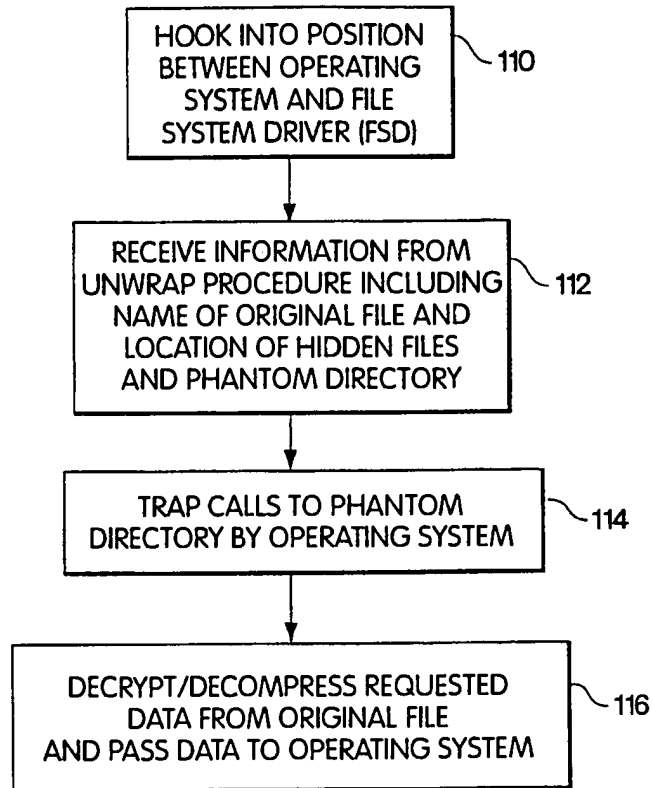 HOOK INTO POSITION
BETWEEN OPERATING
SYSTEM AND FILE
SYSTEM DRIVER (FSD)
110
RECEIVE INFORMATION FROM
UNWRAP PROCEDURE INCLUDING
NAME OF ORIGINAL FILE AND
LOCATION OF HIDDEN FILES
AND PHANTOM DIRECTORY
112
TRAP CALLS TO PHANTOM
DIRECTORY BY OPERATING SYSTEM
114
DECRYPT/DECOMPRESS REQUESTED
DATA FROM ORIGINAL FILE
AND PASS DATA TO OPERATING SYSTEM
116